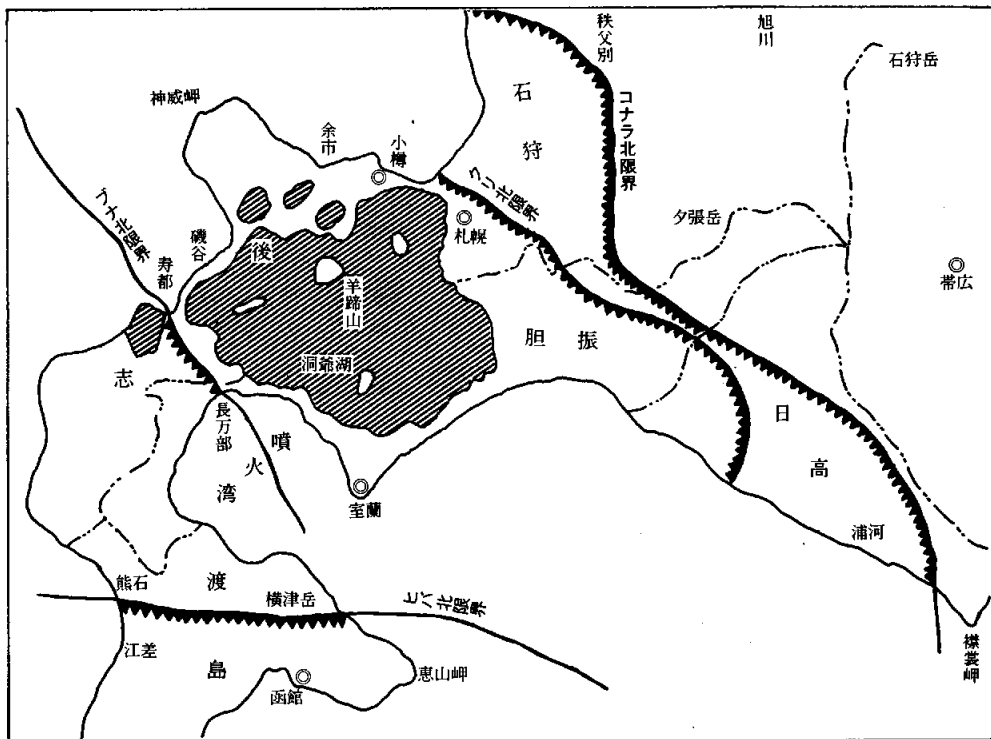 秩父別
旭川
石狩岳
石狩
コナラ北限界
神威岬
余市
小樽
クリ北限界
札幌
夕張岳
帯広
ブナ北限界
磯谷
寿都
後
羊蹄山
洞爺湖
胆振
志
長万部
噴火湾
室蘭
日高
浦河
熊石
渡
横津岳
ヒバ北限界
江差
島
函館
恵山岬
襟裳岬